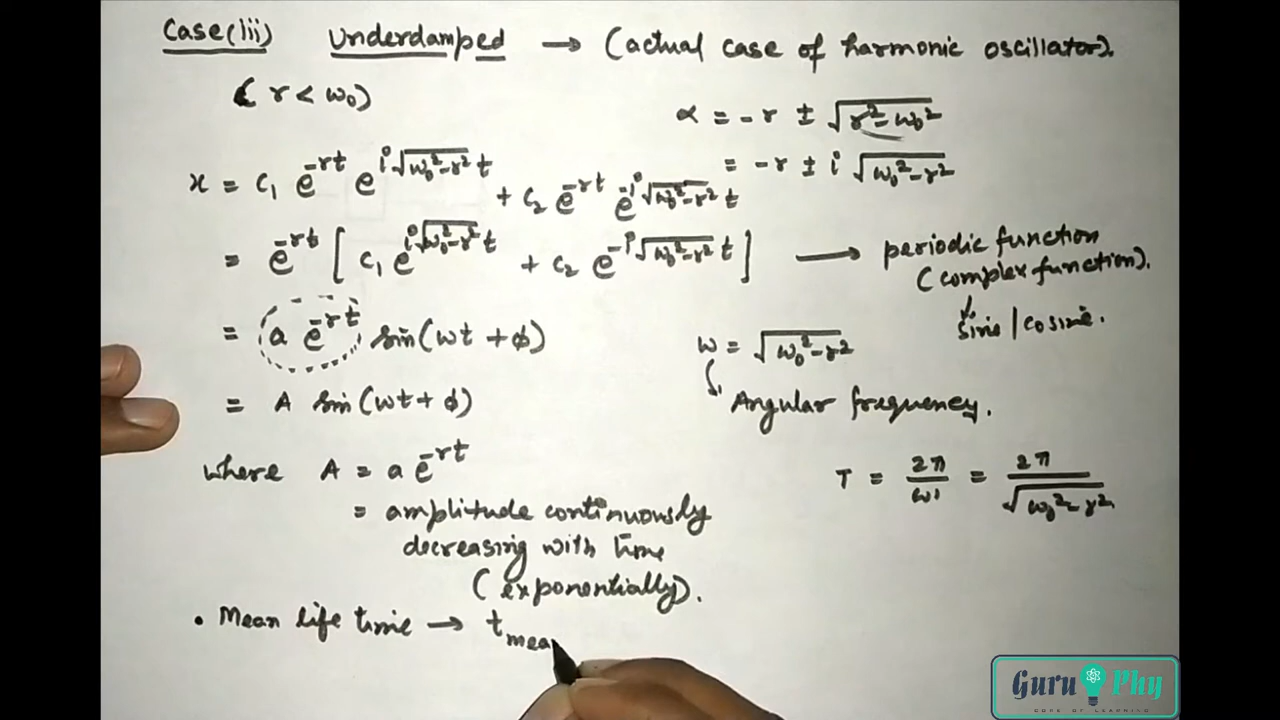 Case(iii) Underdamped → (actual case of harmonic oscillator).
(r < ω₀)
α = -r ± √(r² - ω₀²)
= -r ± i √(ω₀² - r²)
x = c₁ e^{-rt} e^{i√(ω₀²-r²) t} + c₂ e^{-rt} e^{-i√(ω₀²-r²) t}
= e^{-rt} [ c₁ e^{i√(ω₀²-r²) t} + c₂ e^{-i√(ω₀²-r²) t} ] → periodic function
(complex function).
sine/cosine.
= a e^{-rt} sin(ωt + φ)
ω = √(ω₀² - r²)
Angular frequency.
= A sin(ωt + φ)
where A = a e^{-rt}
T = 2π/ω = 2π/√(ω₀² - r²)
= amplitude continuously
decreasing with time
(exponentially).
• Mean life time → t mea
Guru Phy